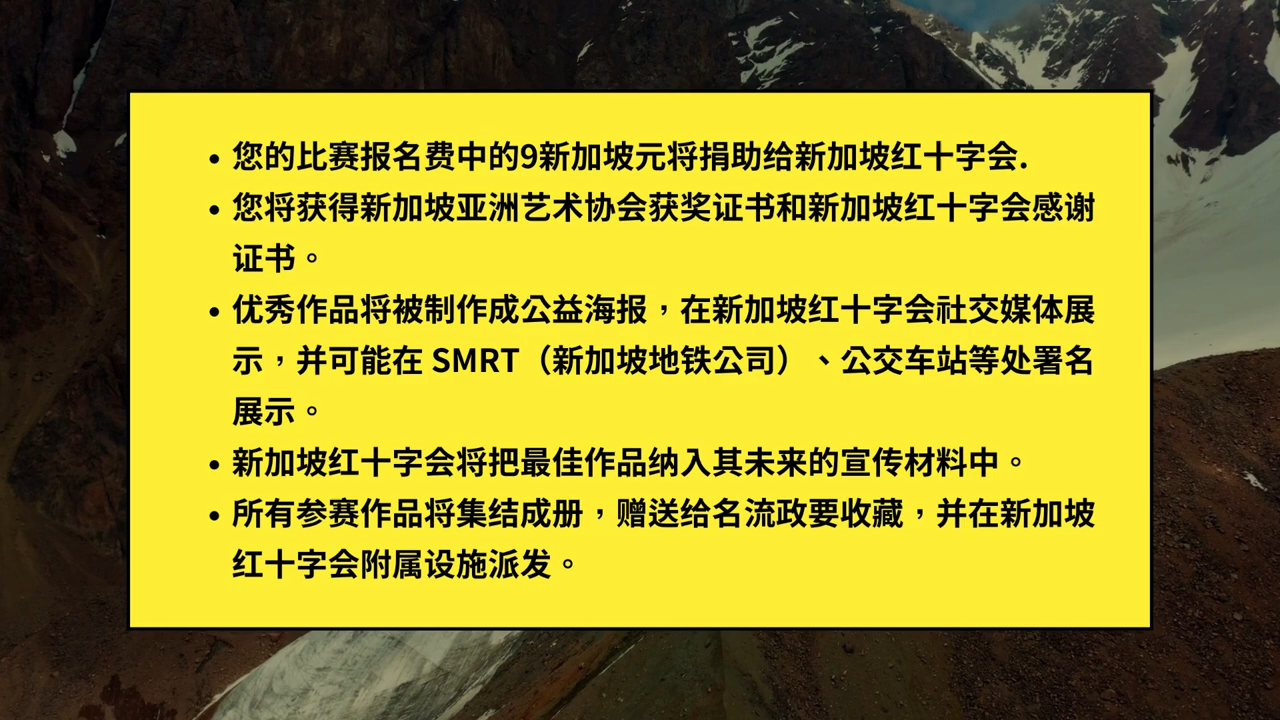 • 您的比赛报名费中的9新加坡元将捐助给新加坡红十字会.
• 您将获得新加坡亚洲艺术协会获奖证书和新加坡红十字会感谢
证书。
• 优秀作品将被制作成公益海报，在新加坡红十字会社交媒体展
示，并可能在 SMRT（新加坡地铁公司）、公交车站等处署名
展示。
• 新加坡红十字会将把最佳作品纳入其未来的宣传材料中。
• 所有参赛作品将集结成册，赠送给名流政要收藏，并在新加坡
红十字会附属设施派发。